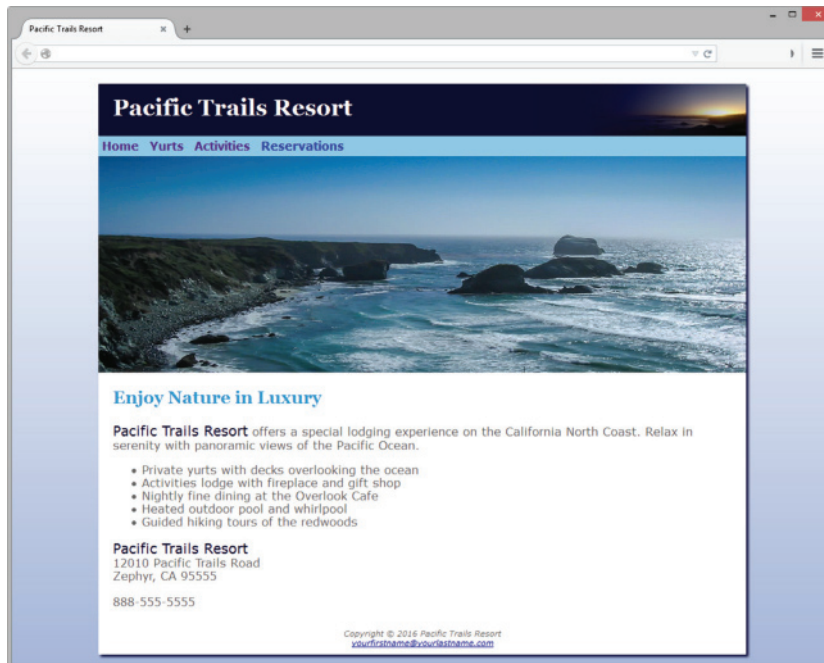 Pacific Trails Resort
Pacific Trails Resort
Home Yurts Activities Reservations
Enjoy Nature in Luxury
Pacific Trails Resort offers a special lodging experience on the California North Coast. Relax in
serenity with panoramic views of the Pacific Ocean.
• Private yurts with decks overlooking the ocean
• Activities lodge with fireplace and gift shop
• Nightly fine dining at the Overlook Cafe
• Heated outdoor pool and whirlpool
• Guided hiking tours of the redwoods
Pacific Trails Resort
12010 Pacific Trails Road
Zephyr, CA 95555
888-555-5555
Copyright © 2016 Pacific Trails Resort
yourfirstname@yourlastname.com